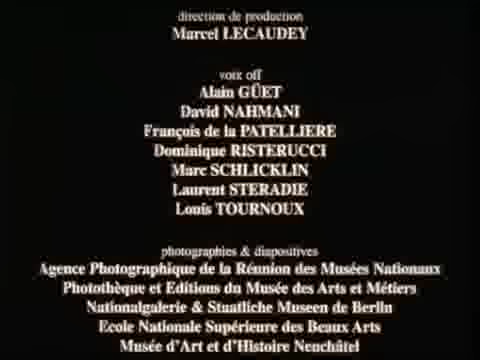 direction de production
Marcel LECAUDEY
voix off
Alain GÜET
David NAHMANI
François de la PATELLIERE
Dominique RISTERUCCI
Marc SCHLICKLIN
Laurent STERADIE
Louis TOURNOUX
photographies & diapositives
Agence Photographique de la Réunion des Musées Nationaux
Photothèque et Editions du Musée des Arts et Métiers
Nationalgalerie & Staatliche Museen de Berlin
Ecole Nationale Supérieure des Beaux Arts
Musée d'Art et d'Histoire Neuchâtel